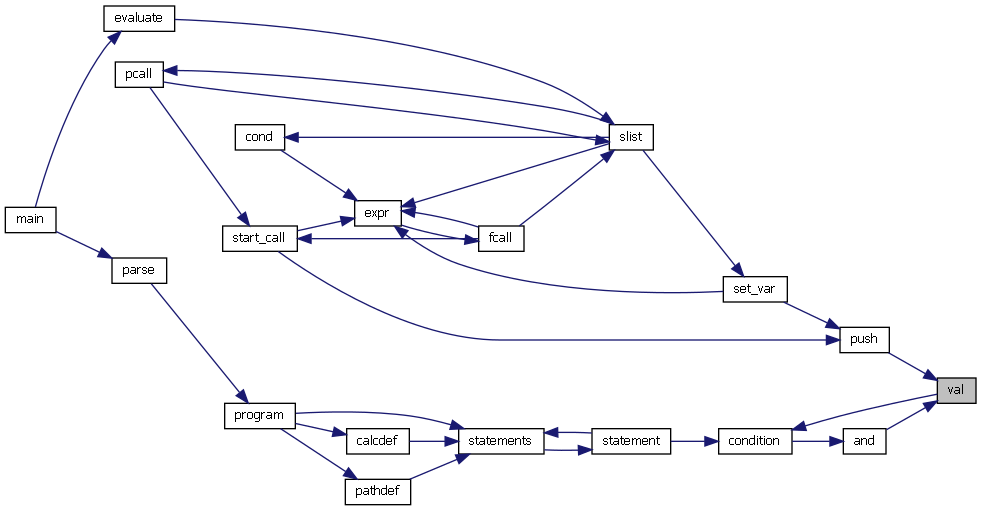 evaluate
pcall
cond
slist
expr
main
start_call
fcall
parse
set_var
push
val
program
calcdef
statements
statement
condition
and
pathdef